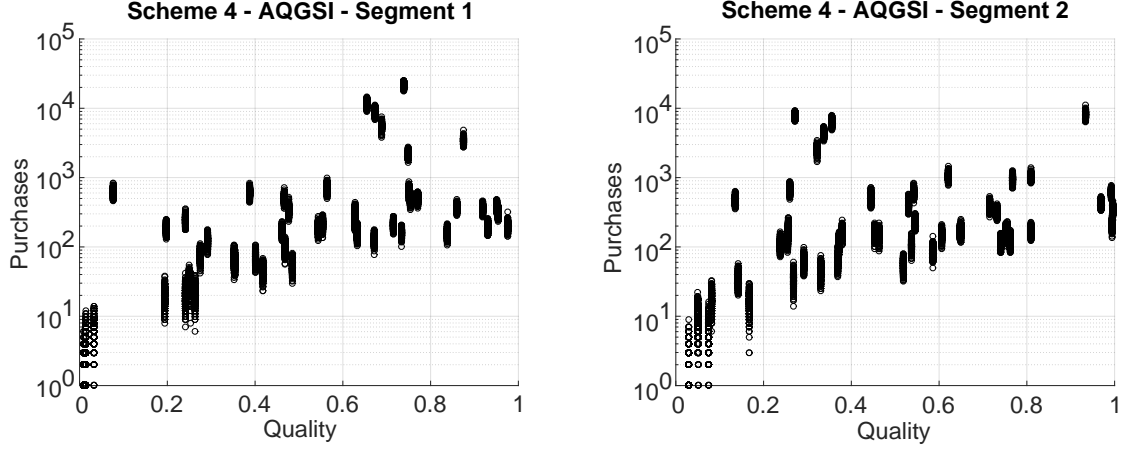 Scheme 4 - AQGSI - Segment 1
10^5
10^4
10^3
10^2
10^1
10^0
Purchases
0 0.2 0.4 0.6 0.8 1
Quality
Scheme 4 - AQGSI - Segment 2
10^5
10^4
10^3
10^2
10^1
10^0
Purchases
0 0.2 0.4 0.6 0.8 1
Quality